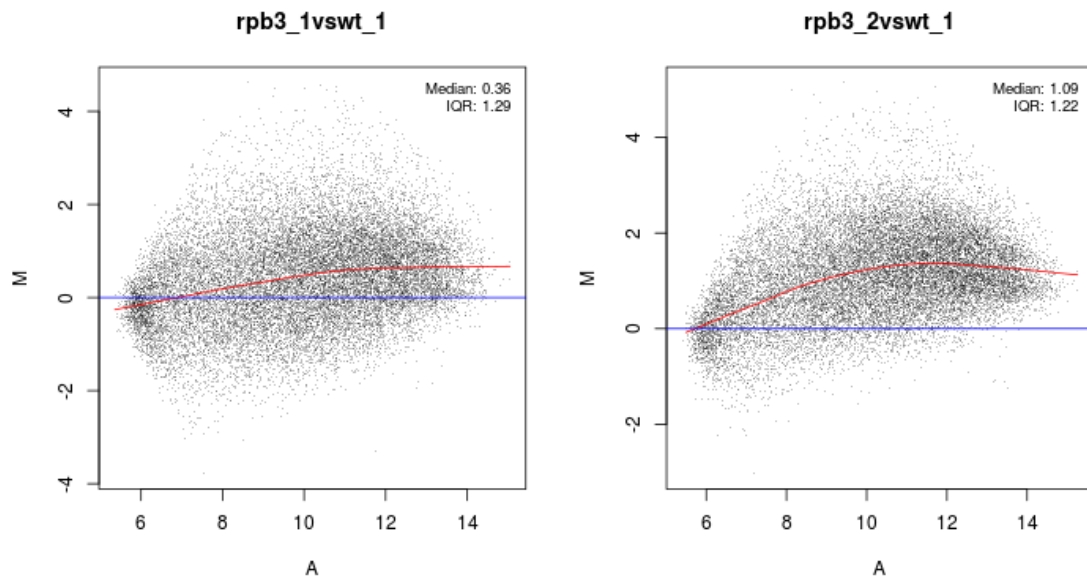 rpb3_1vswt_1
Median: 0.36
IQR: 1.29
4
2
0
-2
-4
M
6 8 10 12 14
A
rpb3_2vswt_1
Median: 1.09
IQR: 1.22
4
2
0
-2
M
6 8 10 12 14
A